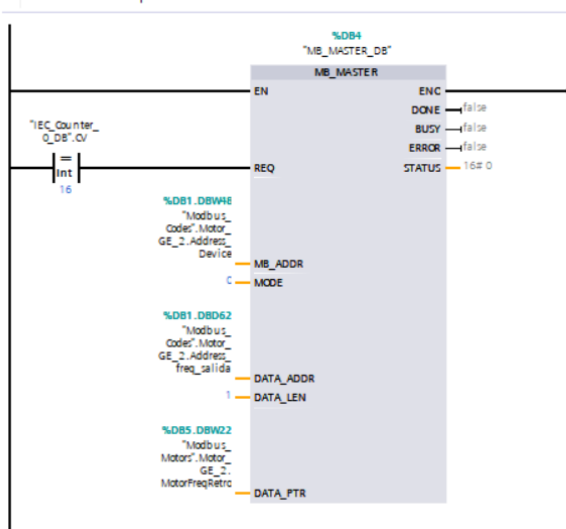 %DB4
"MB_MASTER_DB"
MB_MASTER
EN
ENO
DONE
false
BUSY
false
ERROR
false
"IEC_Counter_
0_DB".CV
==
Int
16
REQ
STATUS
16#0
%DB1.DBW48
"Modbus_
Codes".Motor_
GE_2.Address_
Device
MB_ADDR
0
MODE
%DB1.DBD62
"Modbus_
Codes".Motor_
GE_2.Address_
freq_salida
DATA_ADDR
1
DATA_LEN
%DB5.DBW22
"Modbus_
Motors".Motor_
GE_2.
MotorFreqRetro
DATA_PTR